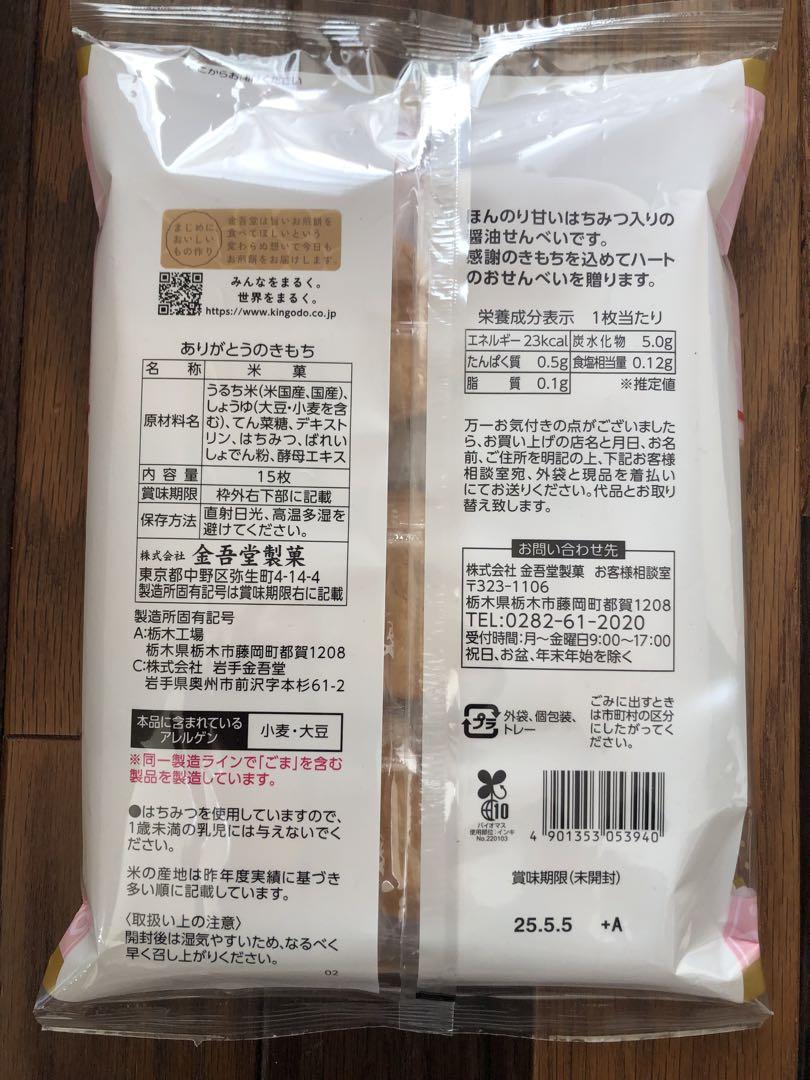 まじめに
おいしい
もの作り
金吾堂は旨いお煎餅を
食べてほしいという
変わらぬ想いで今日も
お煎餅をお届けします。
みんなをまるく。
世界をまるく。
https://www.kingodo.co.jp
ありがとうのきもち
名 称 米 菓
原材料名 うるち米(米国産、国産)、
しょうゆ(大豆・小麦を含
む)、てん菜糖、デキスト
リン、はちみつ、ばれい
しょでん粉、酵母エキス
内 容 量 15枚
賞味期限 枠外右下部に記載
保存方法 直射日光、高温多湿を
避けてください。
株式会社 金吾堂製菓
東京都中野区弥生町4-14-4
製造所固有記号は賞味期限右に記載
製造所固有記号
A:栃木工場
栃木県栃木市藤岡町都賀1208
C:株式会社 岩手金吾堂
岩手県奥州市前沢字本杉61-2
本品に含まれている
アレルゲン
小麦・大豆
※同一製造ラインで「ごま」を含む
製品を製造しています。
●はちみつを使用していますので、
1歳未満の乳児には与えないでく
ださい。
米の産地は昨年度実績に基づき
多い順に記載しています。
〈取扱い上の注意〉
開封後は湿気やすいため、なるべく
早く召し上がりください。
02
ほんのり甘いはちみつ入りの
醤油せんべいです。
感謝のきもちを込めてハート
のおせんべいを贈ります。
栄養成分表示 1枚当たり
エネルギー 23kcal 炭水化物 5.0g
たんぱく質 0.5g 食塩相当量 0.12g
脂 質 0.1g ※推定値
万一お気付きの点がございました
ら、お買い上げの店名と月日、お名
前、ご住所を明記の上、下記お客様
相談室宛、外袋と現品を着払い
にてお送りください。代品とお取り
替え致します。
お問い合わせ先
株式会社 金吾堂製菓 お客様相談室
〒323-1106
栃木県栃木市藤岡町都賀1208
TEL:0282-61-2020
受付時間:月〜金曜日9:00〜17:00
祝日、お盆、年末年始を除く
プラ
外袋、個包装、
トレー
ごみに出すとき
は市町村の区分
にしたがってく
ださい。
10
バイオマス
使用部位:インキ
No.220103
4 901353 053940
賞味期限(未開封)
25.5.5 +A